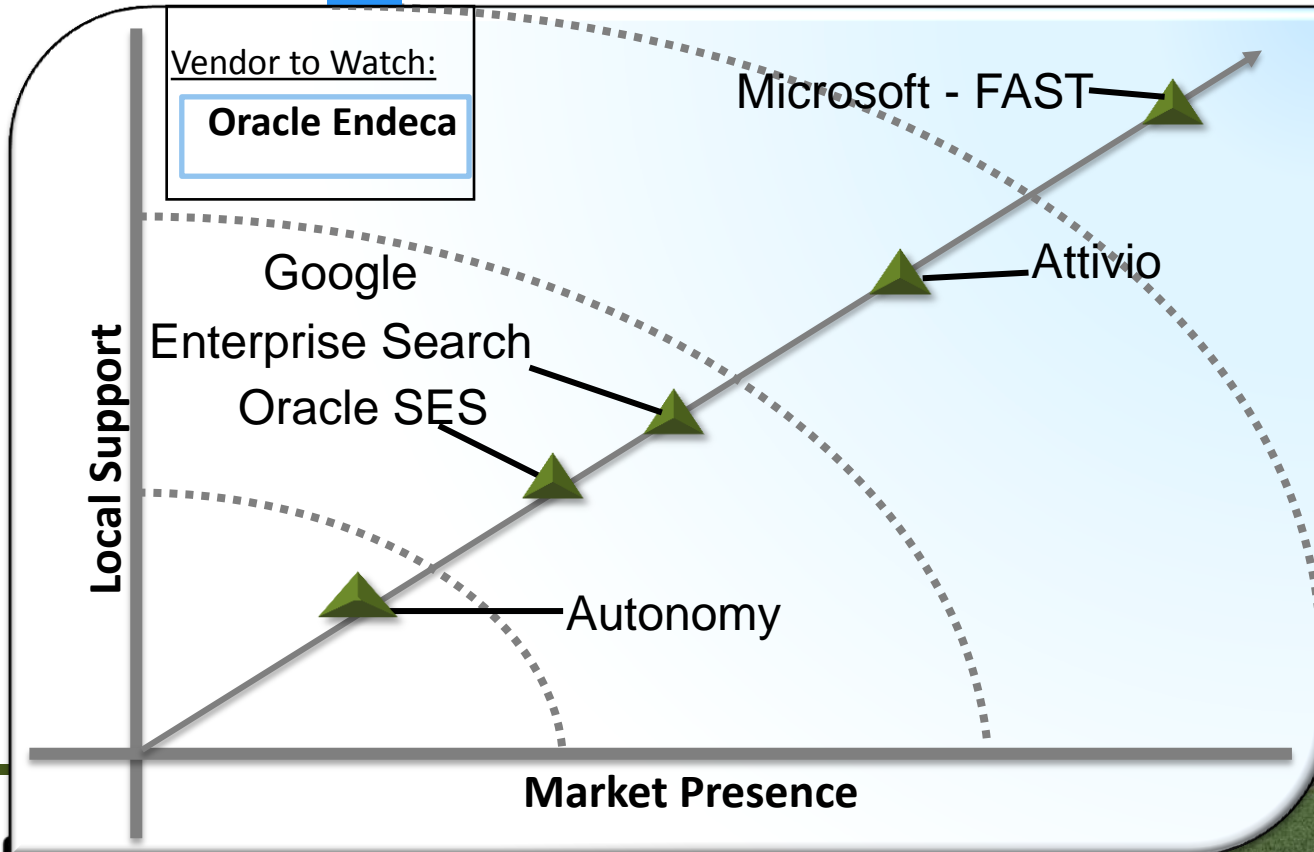 Vendor to Watch:
Oracle Endeca
Microsoft - FAST
Attivio
Google
Enterprise Search
Oracle SES
Autonomy
Local Support
Market Presence